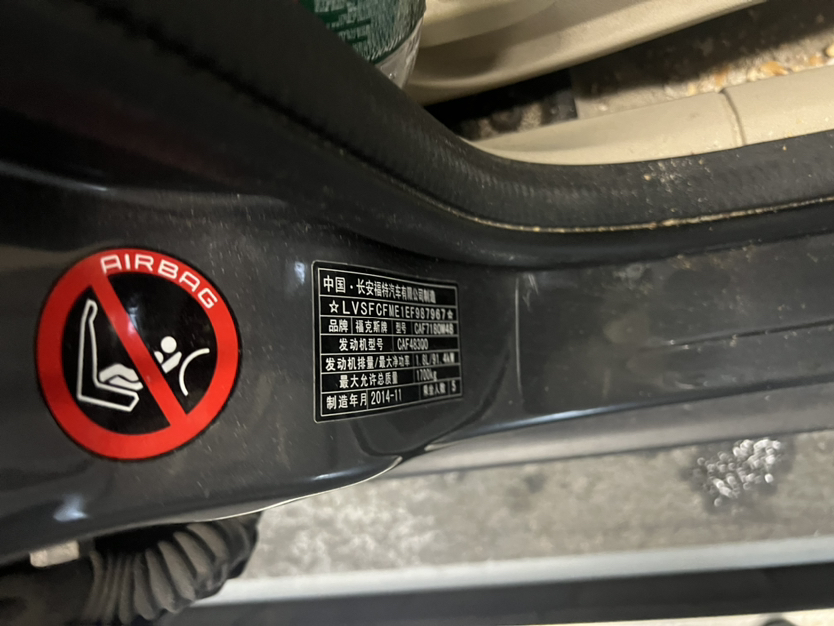 AIRBAG
中国·长安福特汽车有限公司制造
☆LVSFCFME1EF987967☆
品牌 福克斯牌 型号 CAF7180M48
发动机型号 CAF483Q0
发动机排量/最大净功率 1.8L/91.4kW
最大允许总质量 1700kg
制造年月 2014-11 乘坐人数 5